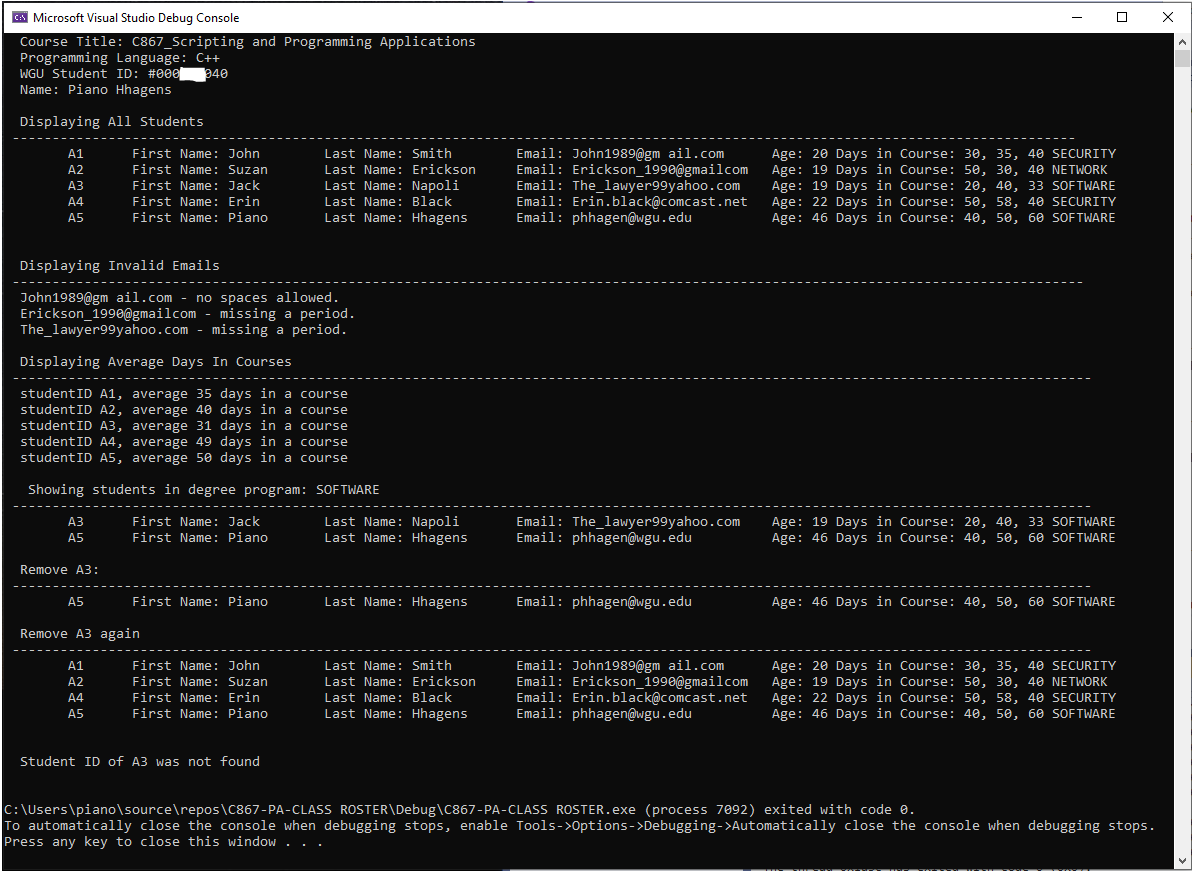 Microsoft Visual Studio Debug Console
Course Title: C867_Scripting and Programming Applications
Programming Language: C++
WGU Student ID: #000 040
Name: Piano Hhagens
Displaying All Students
--------------------------------------------------------------------------------------------------------------------------------------
A1 First Name: John Last Name: Smith Email: John1989@gm ail.com Age: 20 Days in Course: 30, 35, 40 SECURITY
A2 First Name: Suzan Last Name: Erickson Email: Erickson_1990@gmailcom Age: 19 Days in Course: 50, 30, 40 NETWORK
A3 First Name: Jack Last Name: Napoli Email: The_lawyer99yahoo.com Age: 19 Days in Course: 20, 40, 33 SOFTWARE
A4 First Name: Erin Last Name: Black Email: Erin.black@comcast.net Age: 22 Days in Course: 50, 58, 40 SECURITY
A5 First Name: Piano Last Name: Hhagens Email: phhagen@wgu.edu Age: 46 Days in Course: 40, 50, 60 SOFTWARE
Displaying Invalid Emails
---------------------------------------------------------------------------------------------------------------------------------------
John1989@gm ail.com - no spaces allowed.
Erickson_1990@gmailcom - missing a period.
The_lawyer99yahoo.com - missing a period.
Displaying Average Days In Courses
----------------------------------------------------------------------------------------------------------------------------------------
studentID A1, average 35 days in a course
studentID A2, average 40 days in a course
studentID A3, average 31 days in a course
studentID A4, average 49 days in a course
studentID A5, average 50 days in a course
Showing students in degree program: SOFTWARE
----------------------------------------------------------------------------------------------------------------------------------------
A3 First Name: Jack Last Name: Napoli Email: The_lawyer99yahoo.com Age: 19 Days in Course: 20, 40, 33 SOFTWARE
A5 First Name: Piano Last Name: Hhagens Email: phhagen@wgu.edu Age: 46 Days in Course: 40, 50, 60 SOFTWARE
Remove A3:
----------------------------------------------------------------------------------------------------------------------------------------
A5 First Name: Piano Last Name: Hhagens Email: phhagen@wgu.edu Age: 46 Days in Course: 40, 50, 60 SOFTWARE
Remove A3 again
----------------------------------------------------------------------------------------------------------------------------------------
A1 First Name: John Last Name: Smith Email: John1989@gm ail.com Age: 20 Days in Course: 30, 35, 40 SECURITY
A2 First Name: Suzan Last Name: Erickson Email: Erickson_1990@gmailcom Age: 19 Days in Course: 50, 30, 40 NETWORK
A4 First Name: Erin Last Name: Black Email: Erin.black@comcast.net Age: 22 Days in Course: 50, 58, 40 SECURITY
A5 First Name: Piano Last Name: Hhagens Email: phhagen@wgu.edu Age: 46 Days in Course: 40, 50, 60 SOFTWARE
Student ID of A3 was not found
C:\Users\piano\source\repos\C867-PA-CLASS ROSTER\Debug\C867-PA-CLASS ROSTER.exe (process 7092) exited with code 0.
To automatically close the console when debugging stops, enable Tools->Options->Debugging->Automatically close the console when debugging stops.
Press any key to close this window . . .